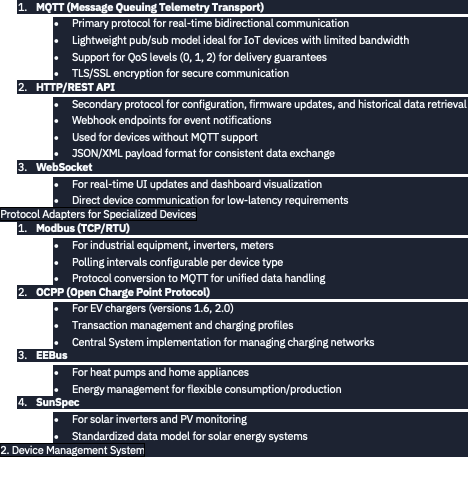 1. MQTT (Message Queuing Telemetry Transport)
• Primary protocol for real-time bidirectional communication
• Lightweight pub/sub model ideal for IoT devices with limited bandwidth
• Support for QoS levels (0, 1, 2) for delivery guarantees
• TLS/SSL encryption for secure communication
2. HTTP/REST API
• Secondary protocol for configuration, firmware updates, and historical data retrieval
• Webhook endpoints for event notifications
• Used for devices without MQTT support
• JSON/XML payload format for consistent data exchange
3. WebSocket
• For real-time UI updates and dashboard visualization
• Direct device communication for low-latency requirements
Protocol Adapters for Specialized Devices
1. Modbus (TCP/RTU)
• For industrial equipment, inverters, meters
• Polling intervals configurable per device type
• Protocol conversion to MQTT for unified data handling
2. OCPP (Open Charge Point Protocol)
• For EV chargers (versions 1.6, 2.0)
• Transaction management and charging profiles
• Central System implementation for managing charging networks
3. EEBus
• For heat pumps and home appliances
• Energy management for flexible consumption/production
4. SunSpec
• For solar inverters and PV monitoring
• Standardized data model for solar energy systems
2. Device Management System